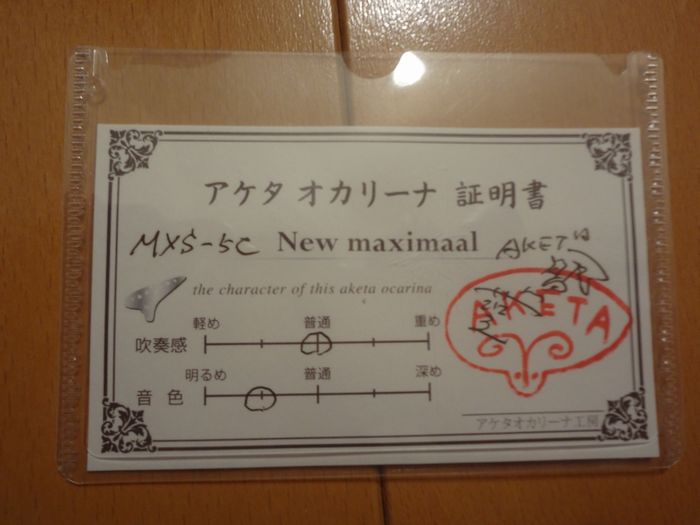 アケタ オカリーナ 証明書
MXS-5C New maximaal AKETA
the character of this aketa ocarina
AKETA
軽め 普通 重め
吹奏感
明るめ 普通 深め
音色
アケタオカリーナ工房